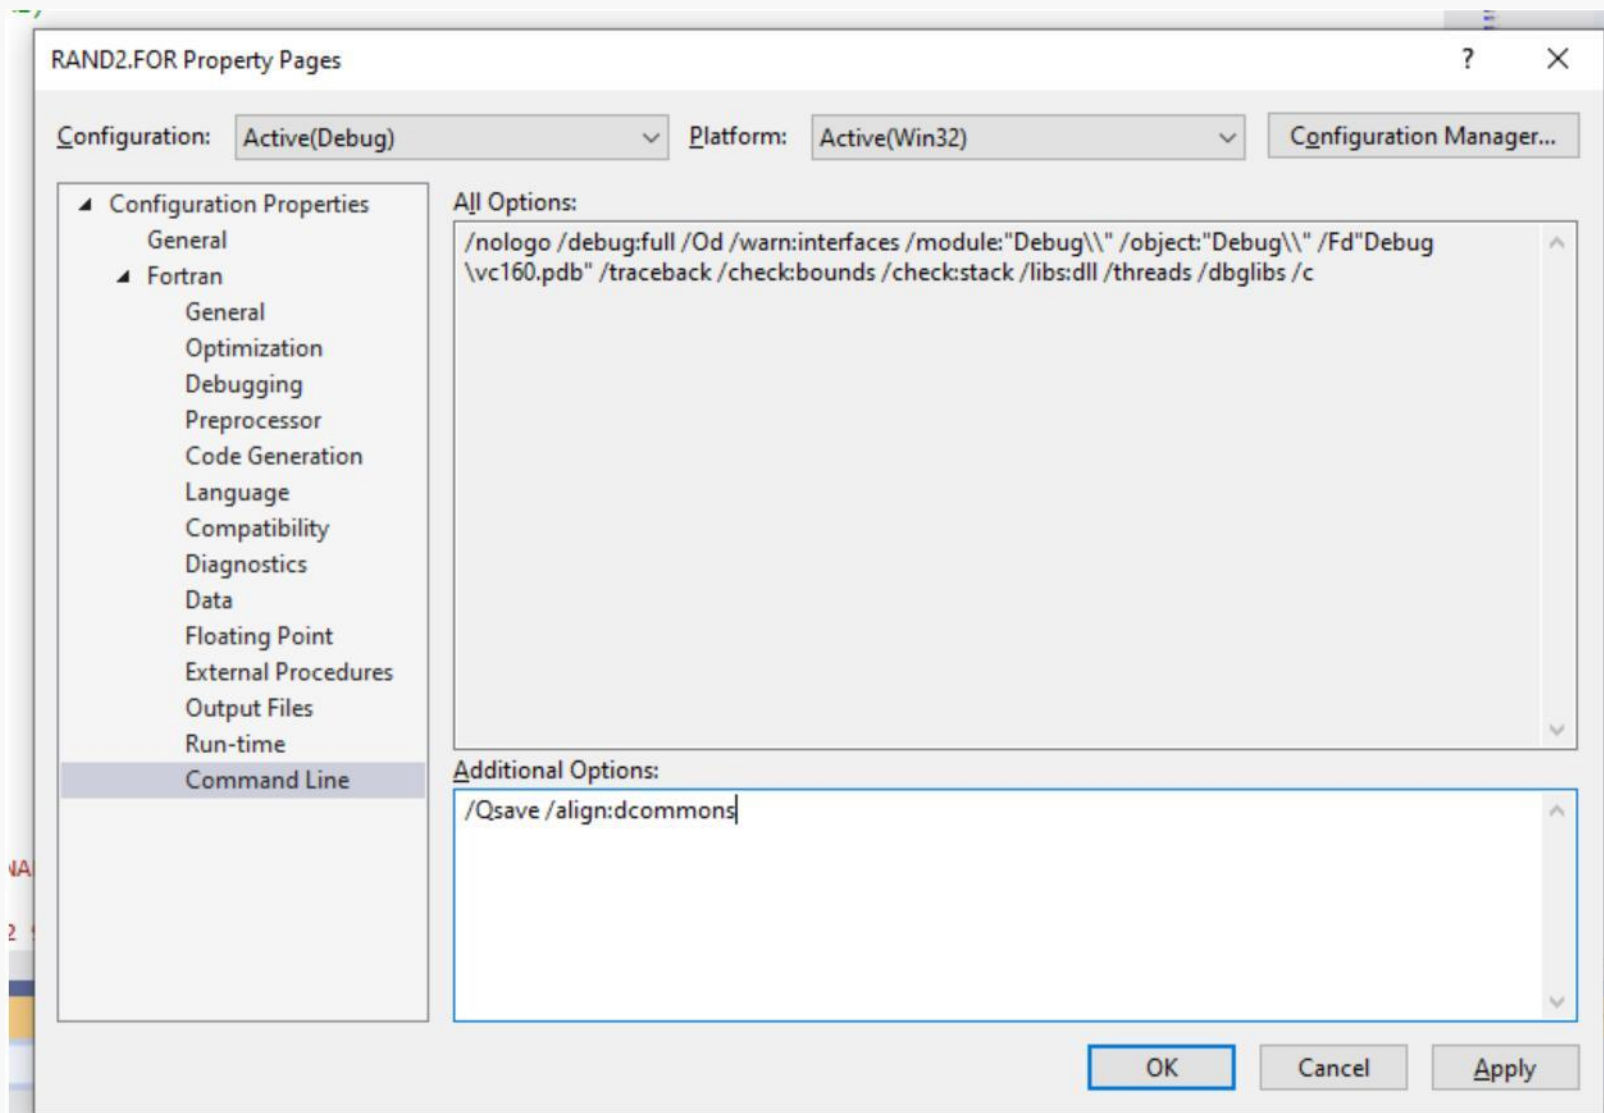 RAND2.FOR Property Pages
?
Configuration:
Active(Debug)
Platform:
Active(Win32)
Configuration Manager...
Configuration Properties
General
Fortran
General
Optimization
Debugging
Preprocessor
Code Generation
Language
Compatibility
Diagnostics
Data
Floating Point
External Procedures
Output Files
Run-time
Command Line
All Options:
/nologo /debug:full /Od /warn:interfaces /module:"Debug\\" /object:"Debug\\" /Fd"Debug
\vc160.pdb" /traceback /check:bounds /check:stack /libs:dll /threads /dbglibs /c
Additional Options:
/Qsave /align:dcommons
OK
Cancel
Apply